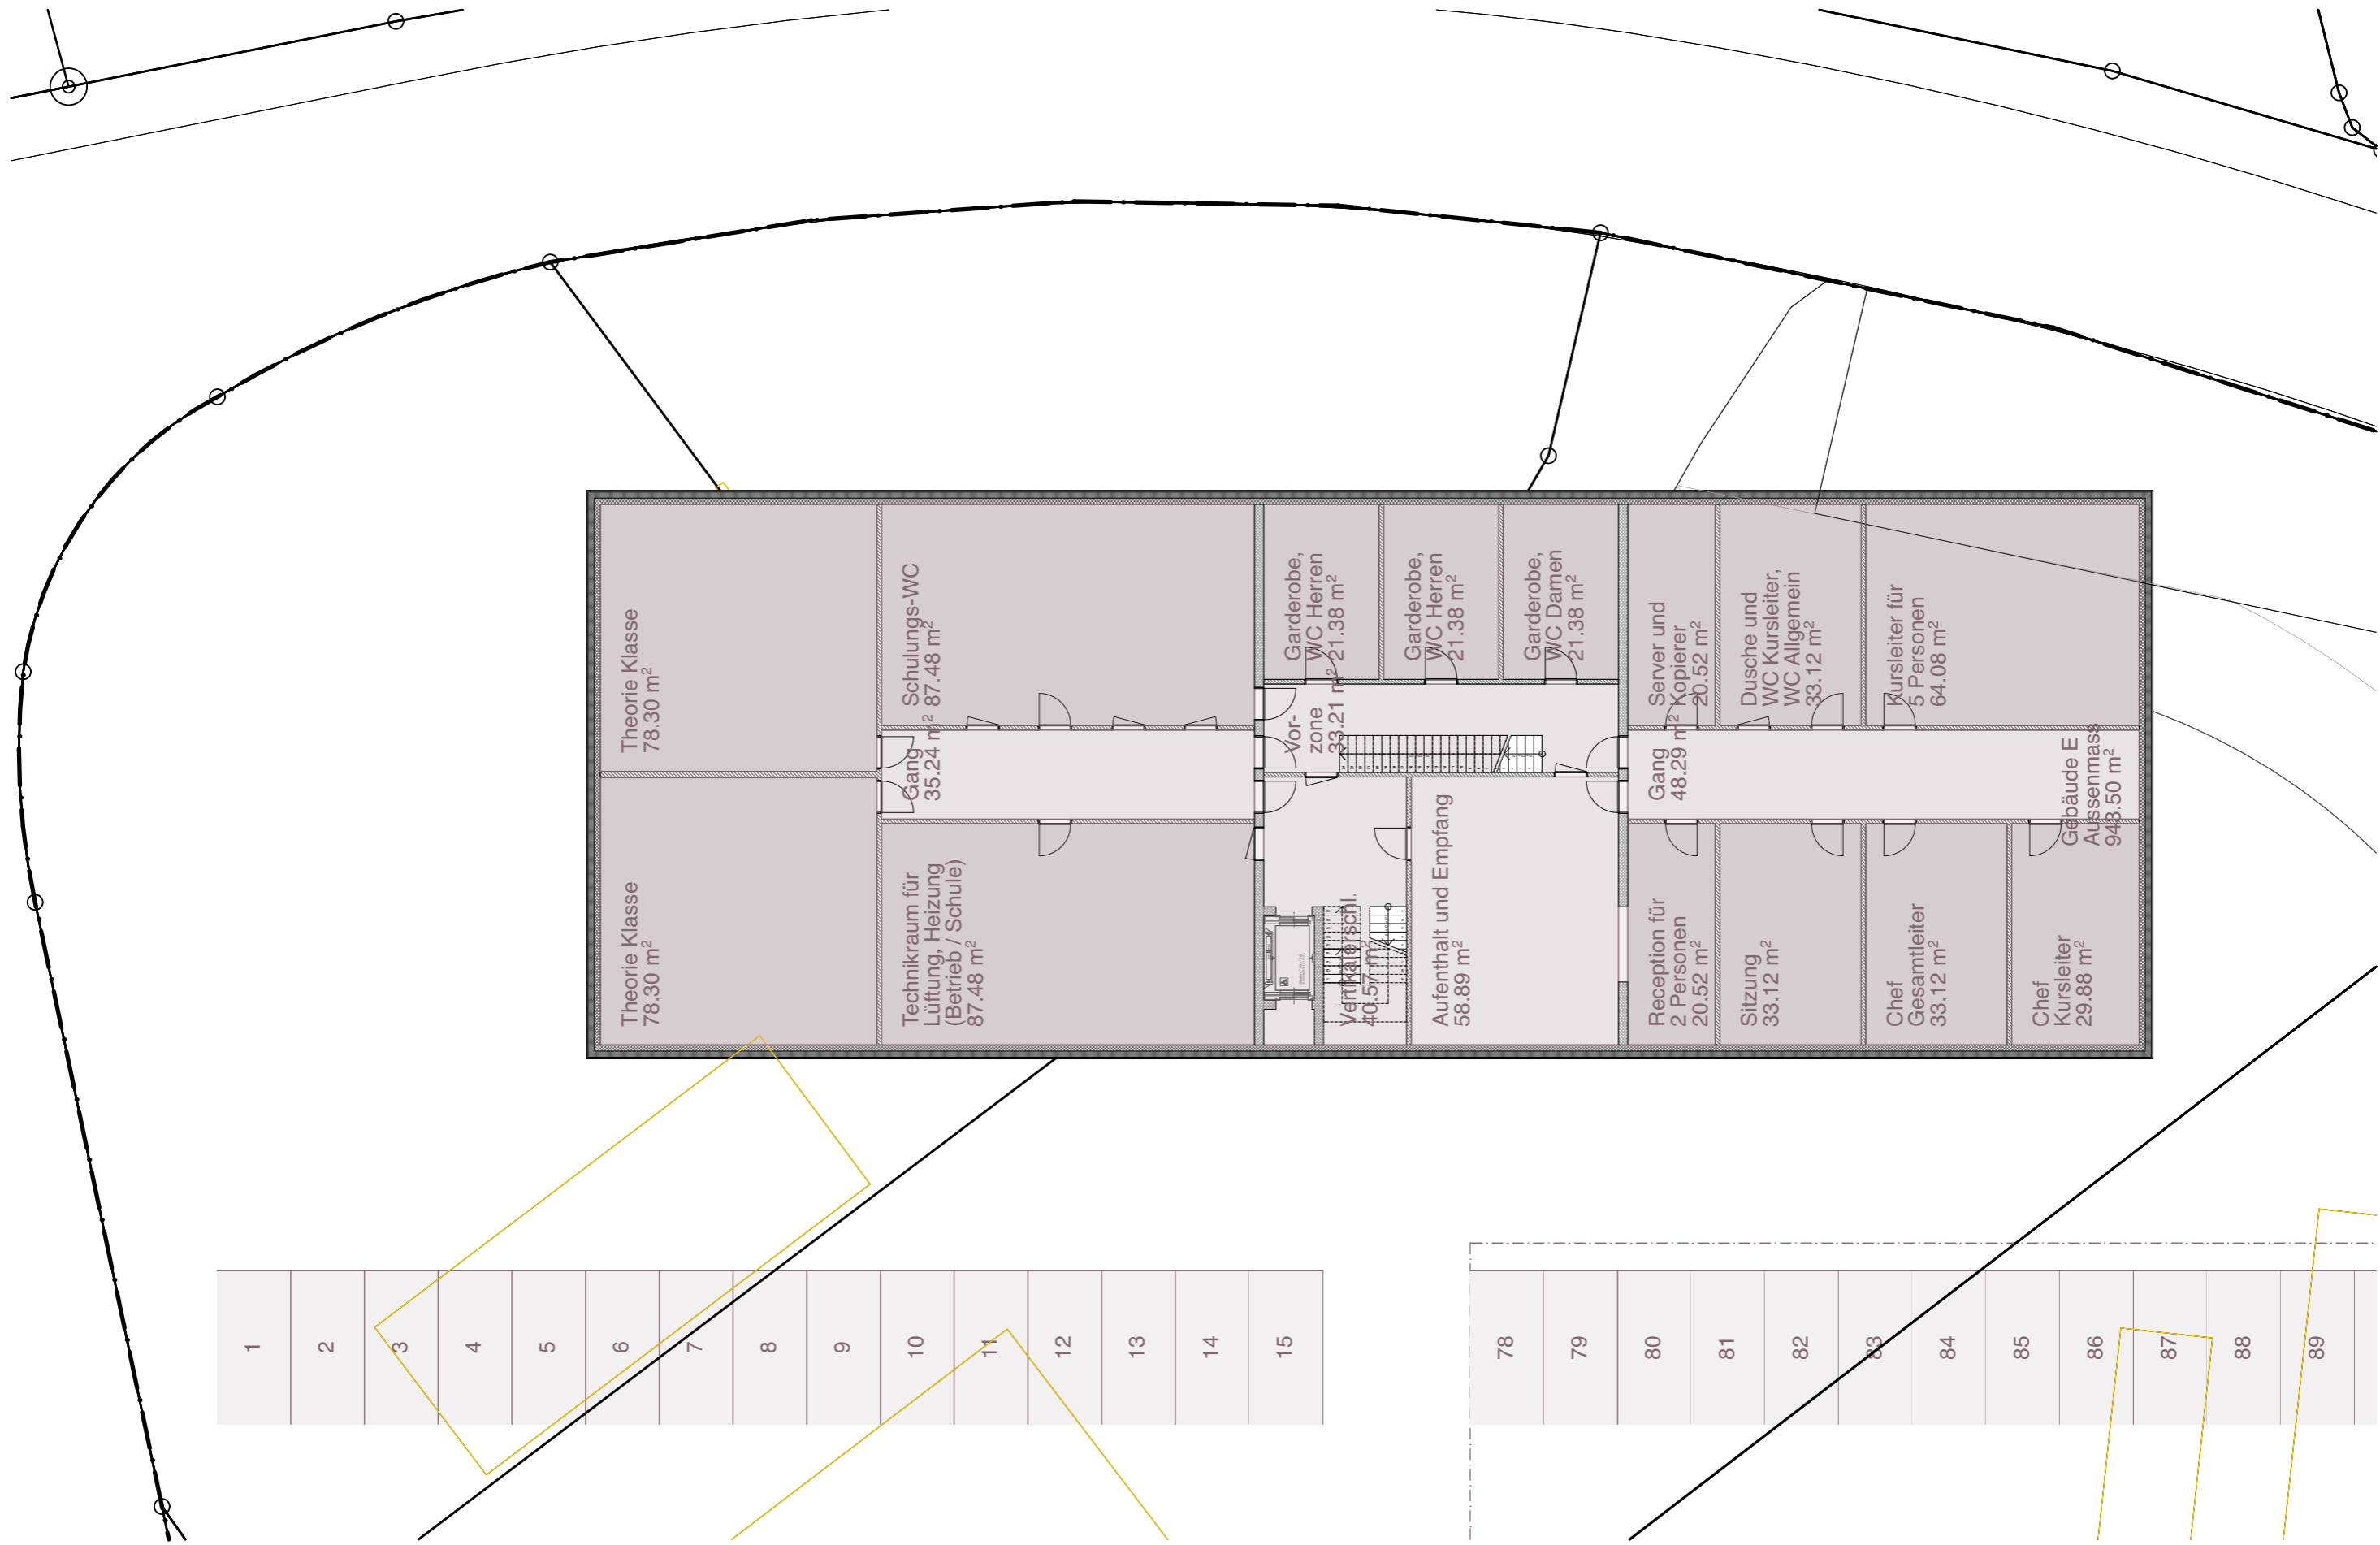 Theorie Klasse
78.30 m²
Schulungs-WC
87.48 m²
Garderobe,
WC Herren
21.38 m²
Garderobe,
WC Herren
21.38 m²
Garderobe,
WC Damen
21.38 m²
Server und
Kopierer
20.52 m²
Dusche und
WC Kursleiter,
WC Allgemein
33.12 m²
Kursleiter für
5 Personen
64.08 m²
Gang
35.24 m²
Vor-
zone
33.21 m²
Gang
48.29 m²
Gebäude E
Aussenmass
943.50 m²
Theorie Klasse
78.30 m²
Technikraum für
Lüftung, Heizung
(Betrieb / Schule)
87.48 m²
Vertikalerschl.
40.57 m²
Aufenthalt und Empfang
58.89 m²
Reception für
2 Personen
20.52 m²
Sitzung
33.12 m²
Chef
Gesamtleiter
33.12 m²
Chef
Kursleiter
29.88 m²
1
2
3
4
5
6
7
8
9
10
11
12
13
14
15
78
79
80
81
82
83
84
85
86
87
88
89